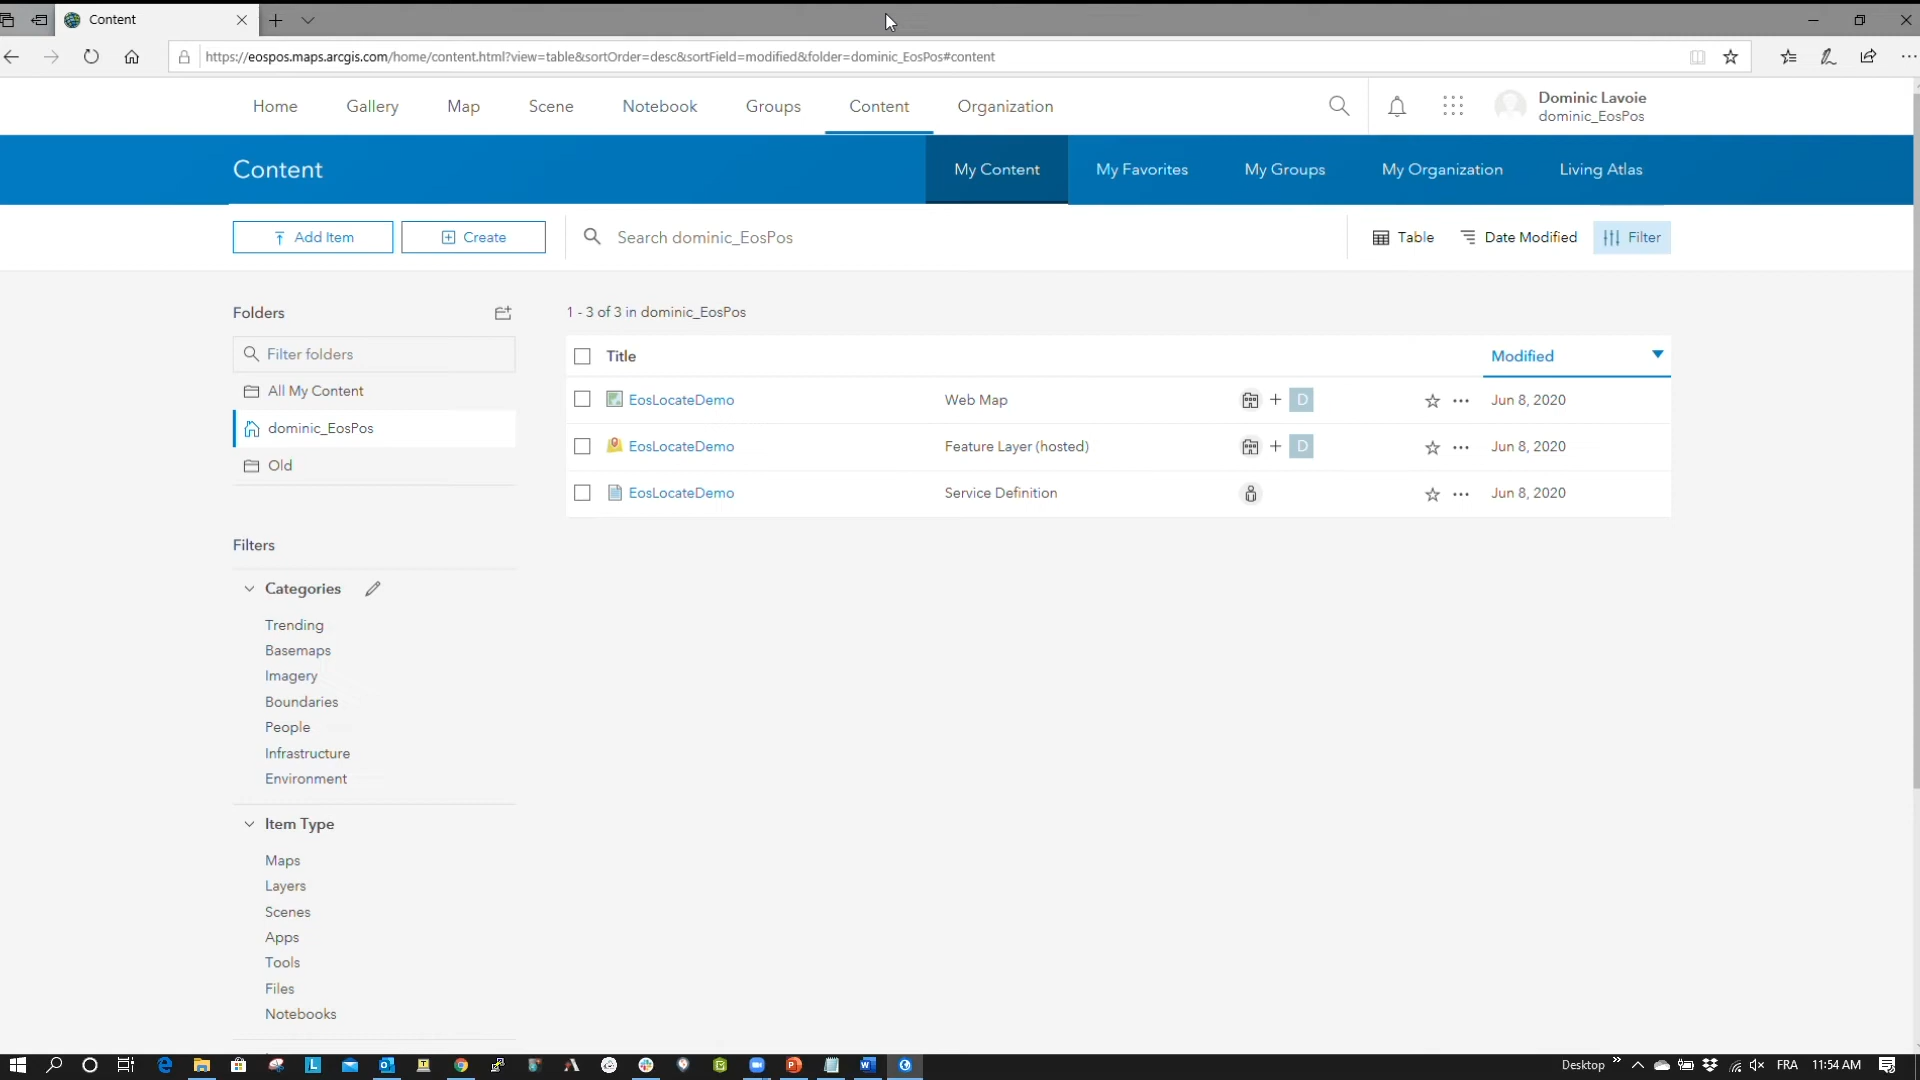 Content
https://eospos.maps.arcgis.com/home/content.html?view=table&sortOrder=desc&sortField=modified&folder=dominic_EosPos#content
Home Gallery Map Scene Notebook Groups Content Organization
Dominic Lavoie
dominic_EosPos
Content My Content My Favorites My Groups My Organization Living Atlas
Add Item Create Search dominic_EosPos Table Date Modified Filter
Folders
Filter folders
All My Content
dominic_EosPos
Old
1 - 3 of 3 in dominic_EosPos
Title Modified
EosLocateDemo Web Map + D Jun 8, 2020
EosLocateDemo Feature Layer (hosted) + D Jun 8, 2020
EosLocateDemo Service Definition Jun 8, 2020
Filters
Categories
Trending
Basemaps
Imagery
Boundaries
People
Infrastructure
Environment
Item Type
Maps
Layers
Scenes
Apps
Tools
Files
Notebooks
Desktop FRA 11:54 AM